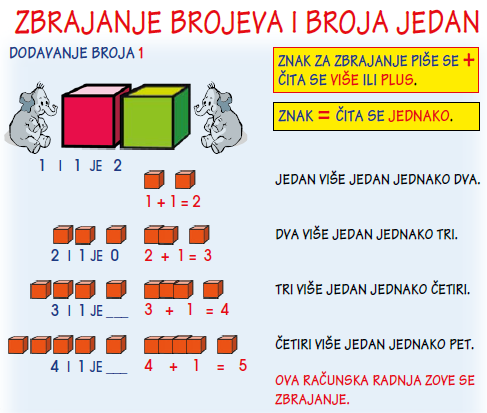 ZBRAJANJE BROJEVA I BROJA JEDAN
DODAVANJE BROJA 1
ZNAK ZA ZBRAJANJE PIŠE SE +
ČITA SE VIŠE ILI PLUS.
ZNAK = ČITA SE JEDNAKO.
1 I 1 JE 2
1 + 1 = 2
JEDAN VIŠE JEDAN JEDNAKO DVA.
2 I 1 JE 0
2 + 1 = 3
DVA VIŠE JEDAN JEDNAKO TRI.
3 I 1 JE ___
3 + 1 = 4
TRI VIŠE JEDAN JEDNAKO ČETIRI.
4 I 1 JE ___
4 + 1 = 5
ČETIRI VIŠE JEDAN JEDNAKO PET.
OVA RAČUNSKA RADNJA ZOVE SE
ZBRAJANJE.